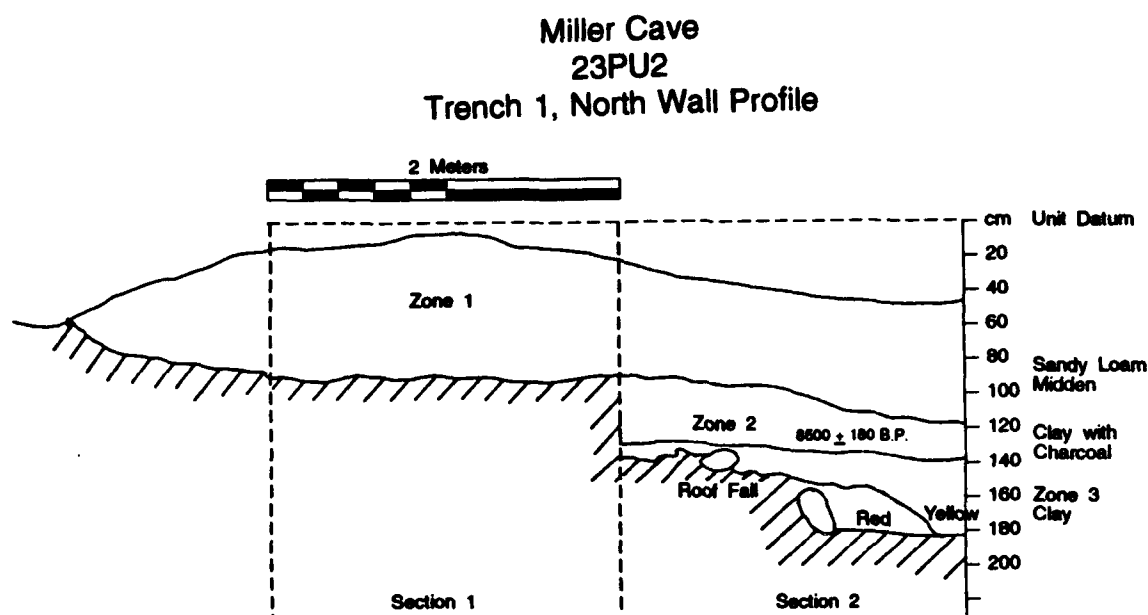 Miller Cave
23PU2
Trench 1, North Wall Profile
2 Meters
cm Unit Datum
20
Zone 1
40
60
80
Sandy Loam
100
Midden
Zone 2
120
8500 ± 180 B.P.
Clay with
140
Charcoal
Roof Fall
160
Zone 3
Red
Yellow
Clay
180
200
Section 1
Section 2